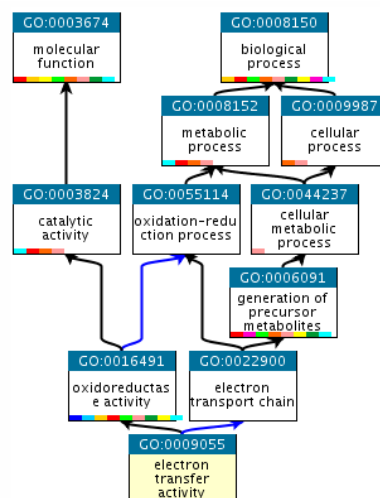 GO:0003674
molecular
function
GO:0008150
biological
process
GO:0008152
metabolic
process
GO:0009987
cellular
process
GO:0003824
catalytic
activity
GO:0055114
oxidation-redu
ction process
GO:0044237
cellular
metabolic
process
GO:0006091
generation of
precursor
metabolites
GO:0016491
oxidoreductas
e activity
GO:0022900
electron
transport chain
GO:0009055
electron
transfer
activity